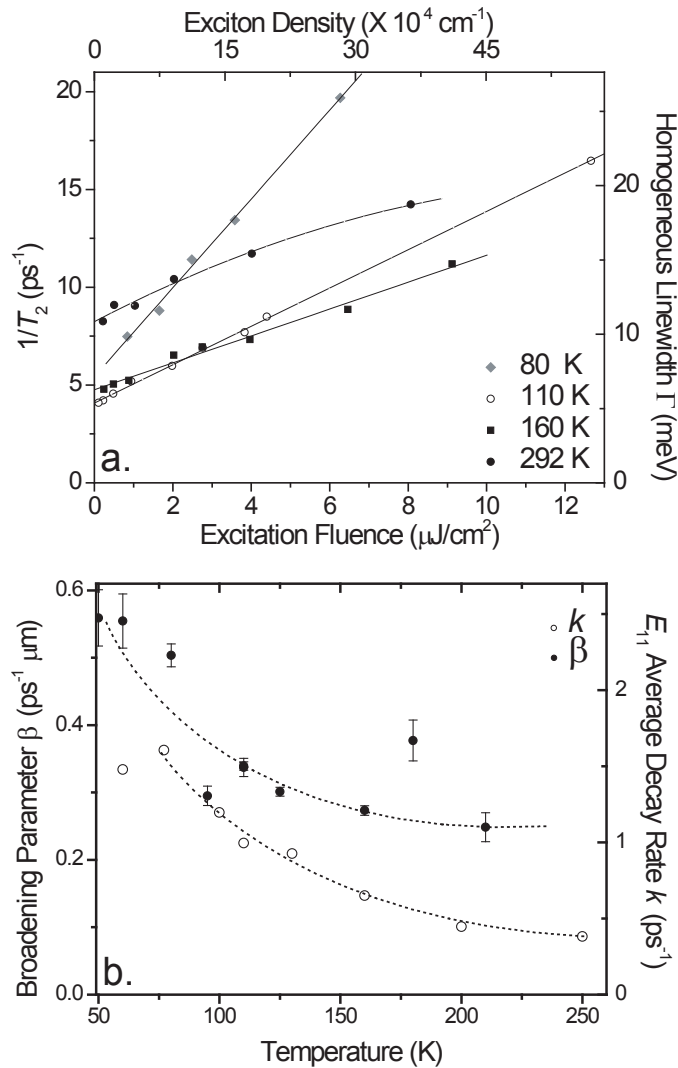 Exciton Density (X 10⁴ cm⁻¹)
0 15 30 45
20
15
10
5
0
1/T₂ (ps⁻¹)
20
10
0
Homogeneous Linewidth Γ (meV)
80 K
110 K
160 K
292 K
a.
0 2 4 6 8 10 12
Excitation Fluence (μJ/cm²)
0.6
0.4
0.2
0.0
Broadening Parameter β (ps⁻¹ μm)
k
β
2
1
0
E₁₁ Average Decay Rate k (ps⁻¹)
b.
50 100 150 200 250
Temperature (K)